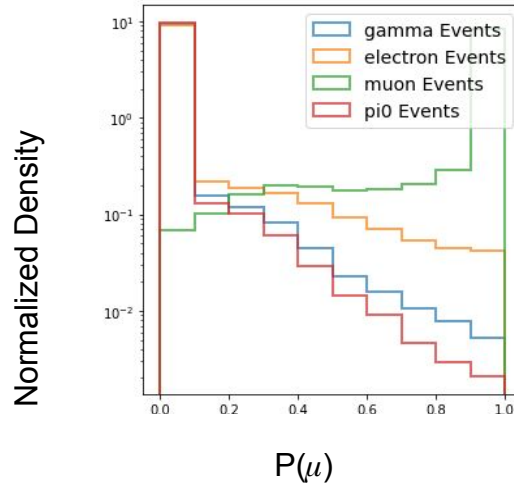 gamma Events
electron Events
muon Events
pi0 Events
10¹
10⁰
10⁻¹
10⁻²
Normalized Density
0.0 0.2 0.4 0.6 0.8 1.0
P(μ)